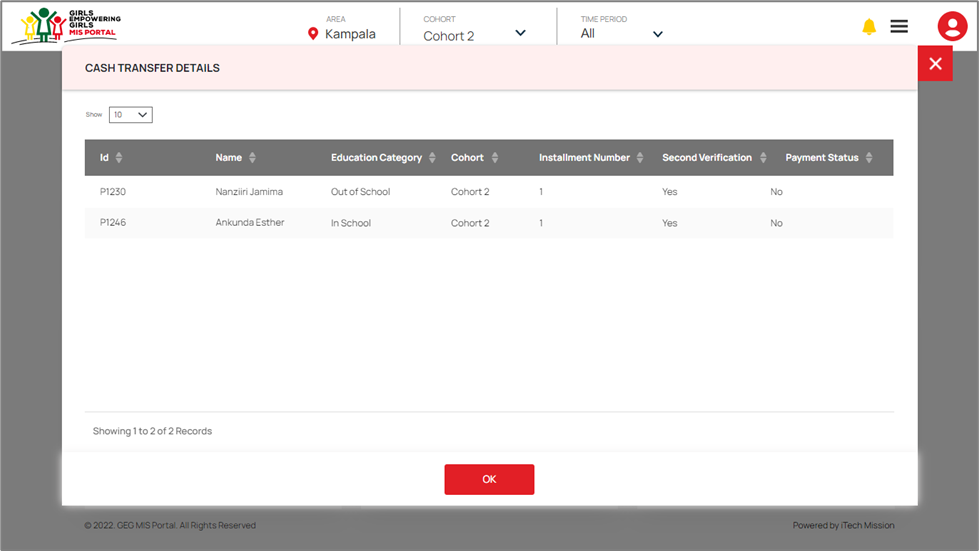 GIRLS
EMPOWERING
GIRLS
MIS PORTAL
AREA
Kampala
COHORT
Cohort 2
TIME PERIOD
All
CASH TRANSFER DETAILS
Show 10
Id Name Education Category Cohort Installment Number Second Verification Payment Status
P1230 Nanziiri Jamima Out of School Cohort 2 1 Yes No
P1246 Ankunda Esther In School Cohort 2 1 Yes No
Showing 1 to 2 of 2 Records
OK
© 2022, GEG MIS Portal. All Rights Reserved Powered by iTech Mission